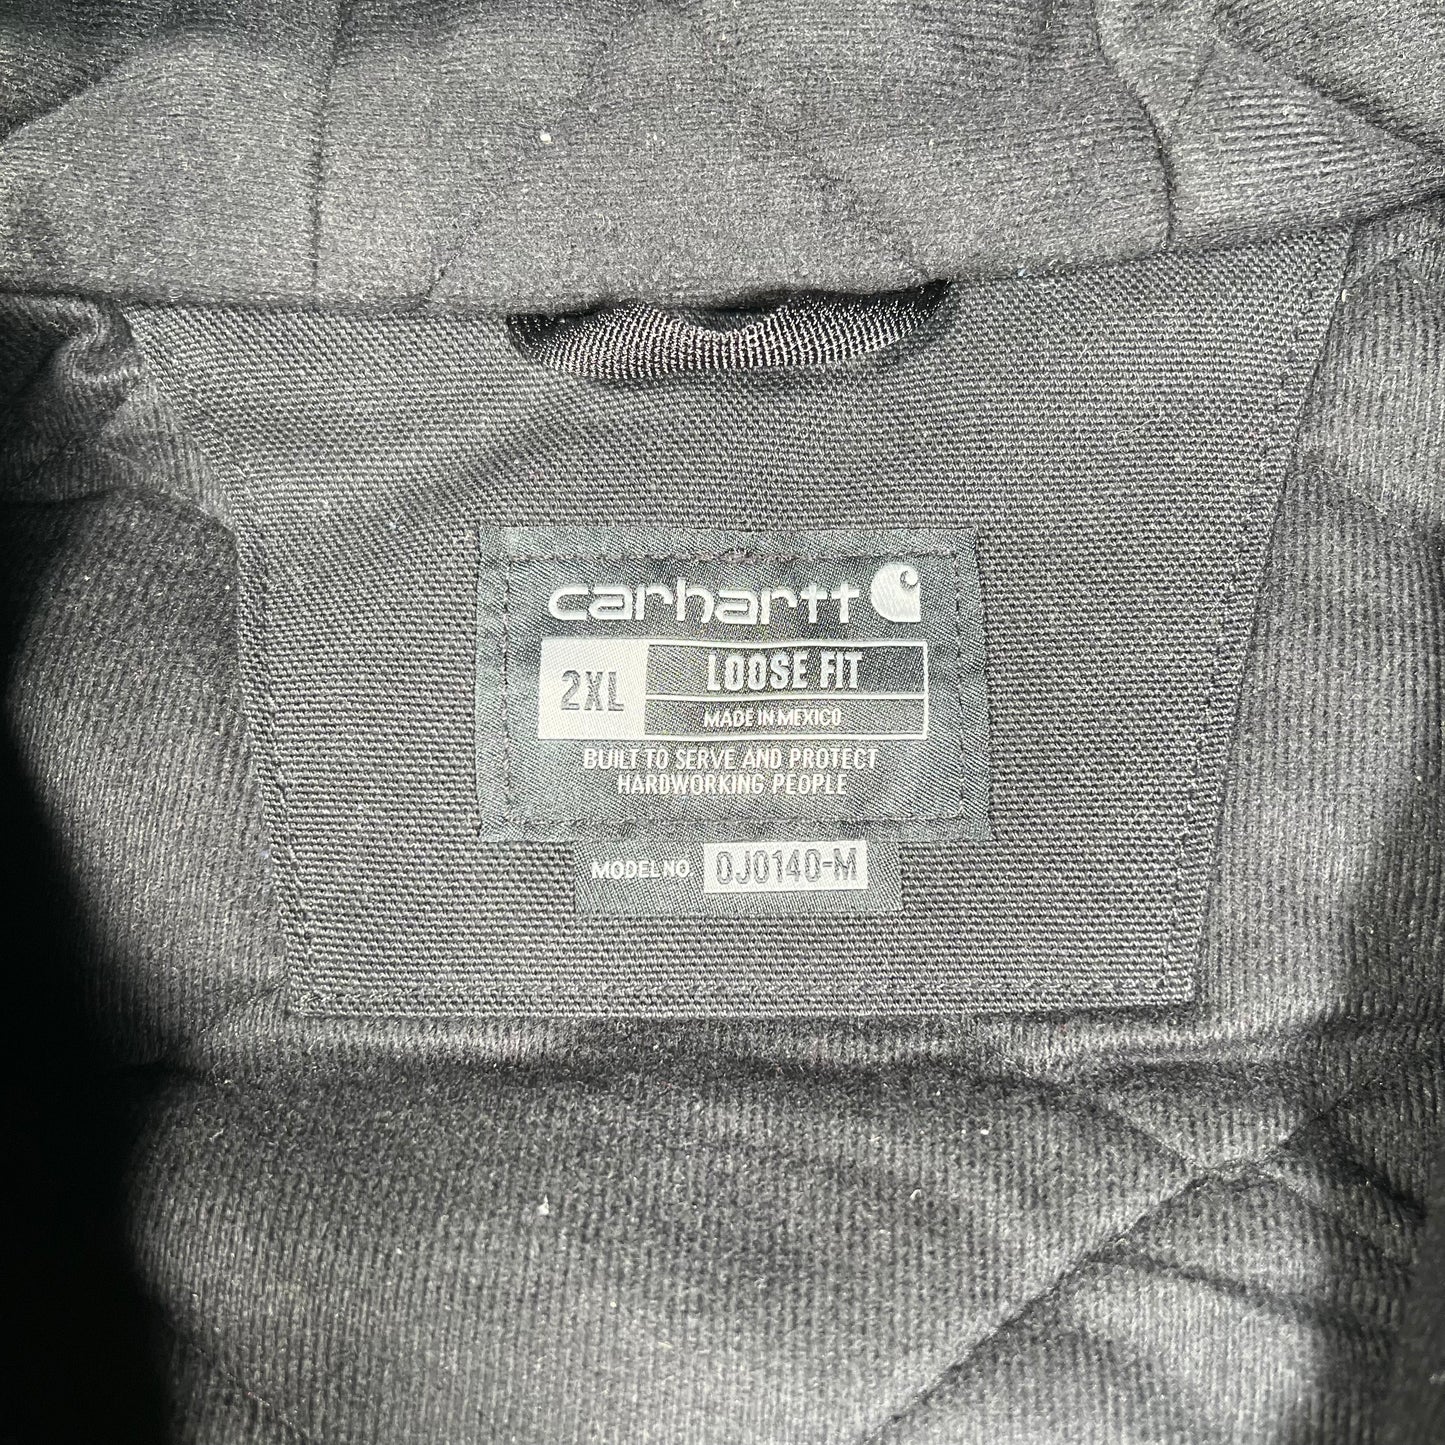 carhartt
2XL
LOOSE FIT
MADE IN MEXICO
BUILT TO SERVE AND PROTECT
HARDWORKING PEOPLE
MODEL NO. OJ0140-M